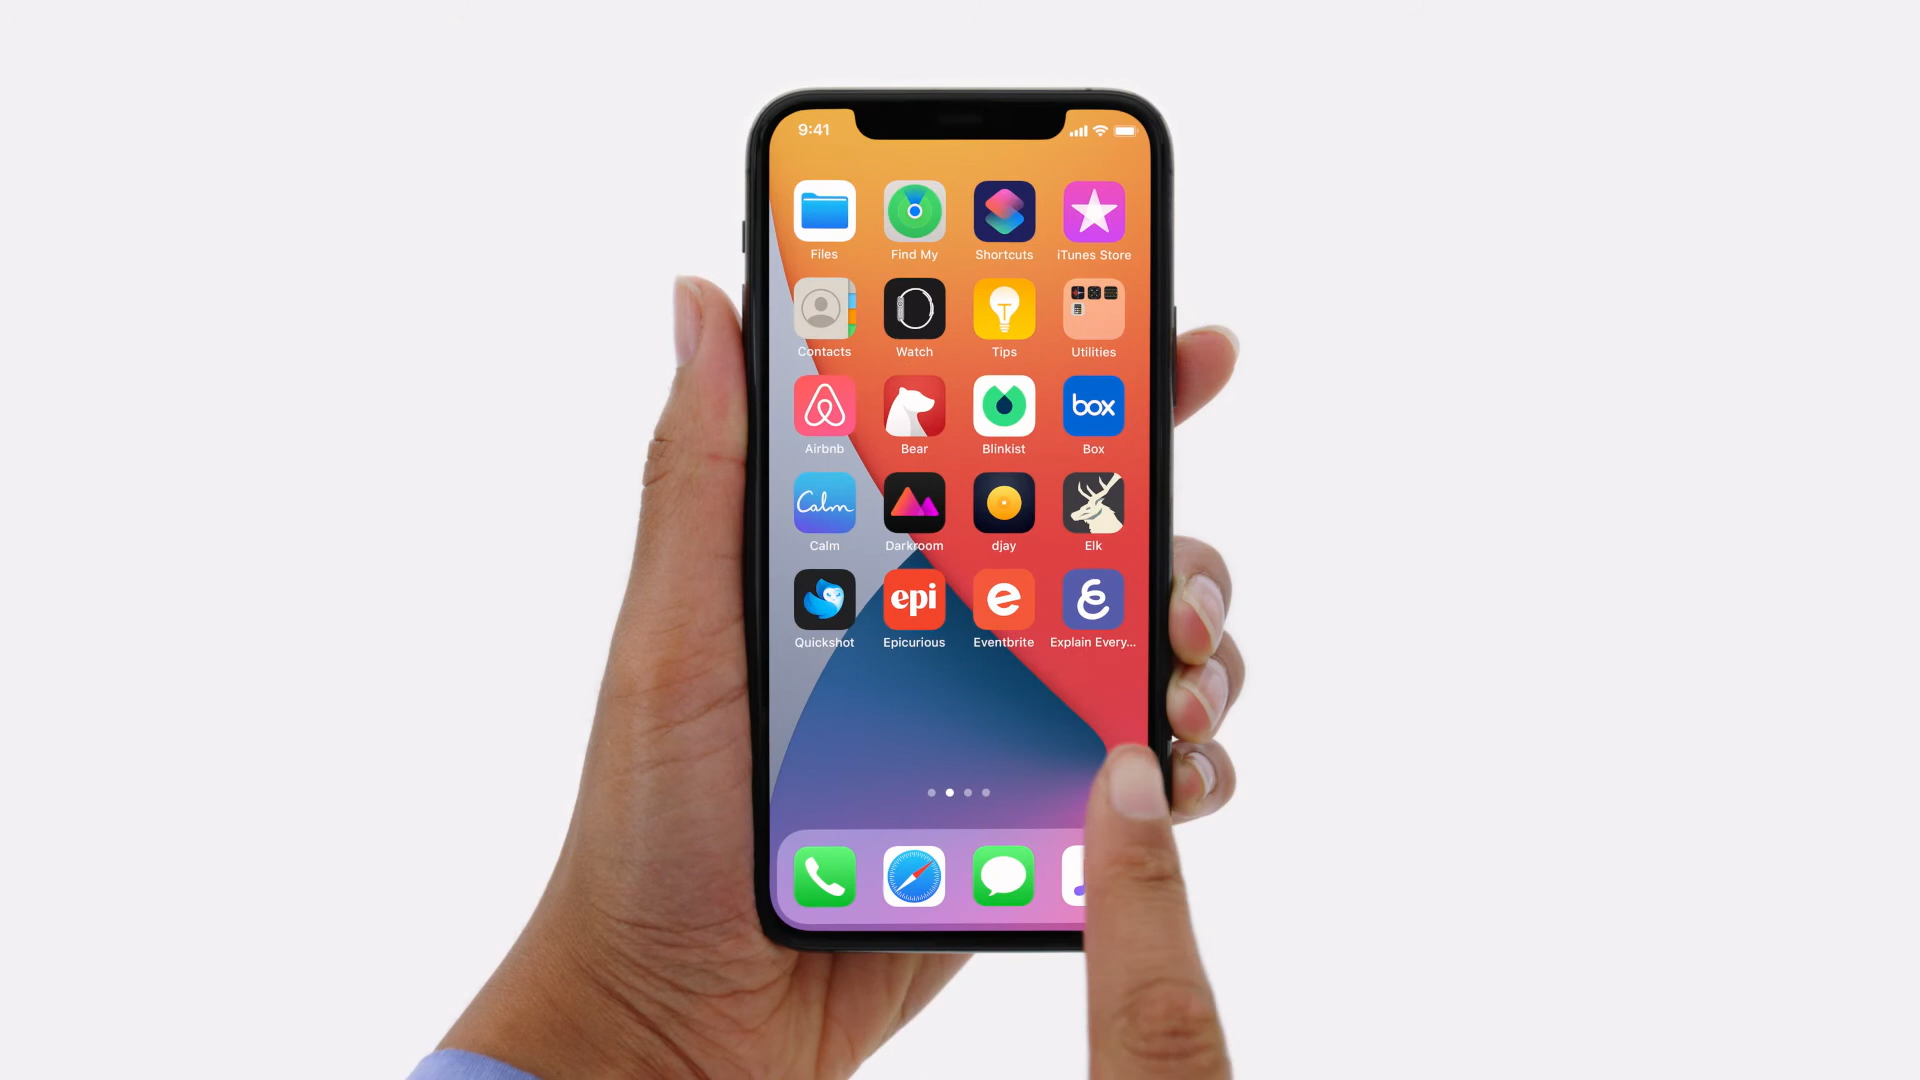 9:41
Files Find My Shortcuts iTunes Store
T
Contacts Watch Tips Utilities
box
Airbnb Bear Blinkist Box
Calm
Calm Darkroom djay Elk
epi e E
Quickshot Epicurious Eventbrite Explain Every...